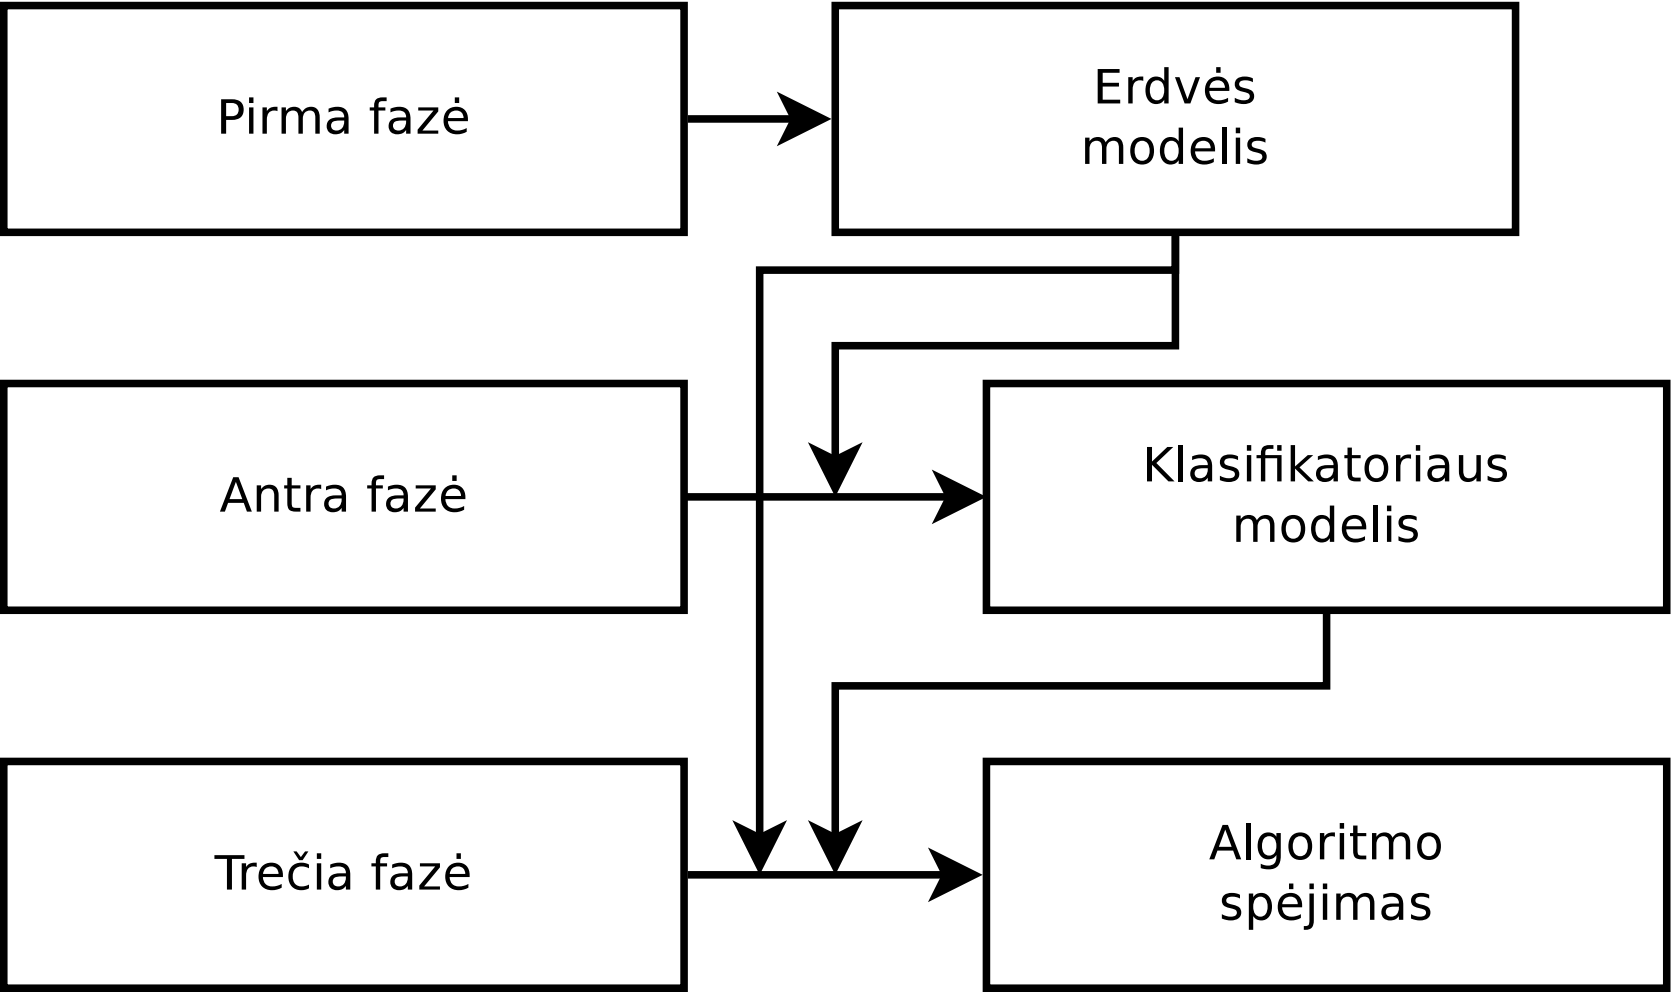 Pirma fazė
Erdvės
modelis
Antra fazė
Klasifikatoriaus
modelis
Trečia fazė
Algoritmo
spėjimas